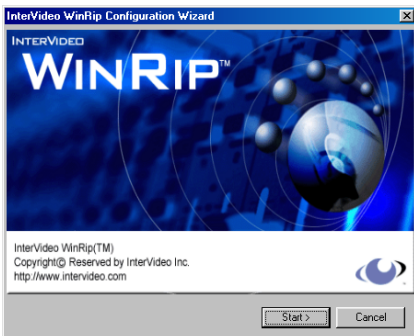 InterVideo WinRip Configuration Wizard
INTERVIDEO
WINRIP™
InterVideo WinRip(TM)
Copyright© Reserved by InterVideo Inc.
http://www.intervideo.com
Start >
Cancel